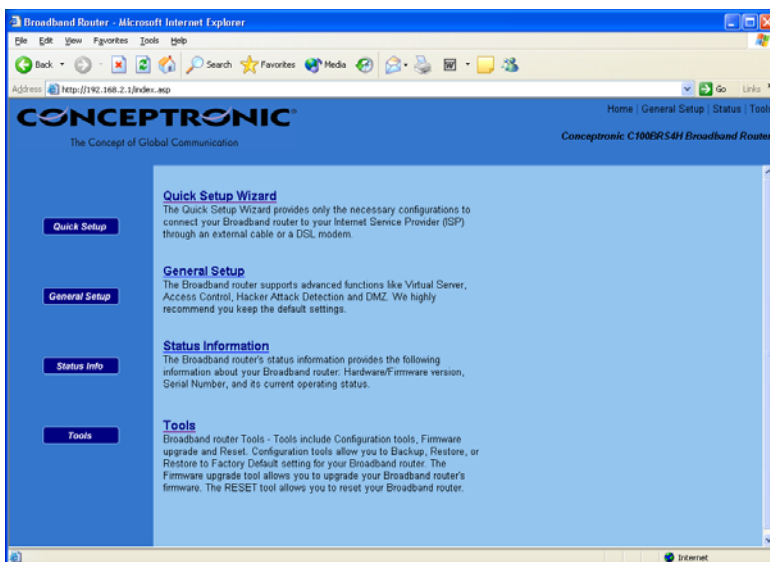 Broadband Router - Microsoft Internet Explorer
File Edit View Favorites Tools Help
Back Search Favorites Media
Address http://192.168.2.1/index.asp Go Links
CONCEPTRONIC
The Concept of Global Communication
Home | General Setup | Status | Tools
Conceptronic C100BRS4H Broadband Router
Quick Setup
General Setup
Status Info
Tools
Quick Setup Wizard
The Quick Setup Wizard provides only the necessary configurations to
connect your Broadband router to your Internet Service Provider (ISP)
through an external cable or a DSL modem.
General Setup
The Broadband router supports advanced functions like Virtual Server,
Access Control, Hacker Attack Detection and DMZ. We highly
recommend you keep the default settings.
Status Information
The Broadband router's status information provides the following
information about your Broadband router: Hardware/Firmware version,
Serial Number, and its current operating status.
Tools
Broadband router Tools - Tools include Configuration tools, Firmware
upgrade and Reset. Configuration tools allow you to Backup, Restore, or
Restore to Factory Default setting for your Broadband router. The
Firmware upgrade tool allows you to upgrade your Broadband router's
firmware. The RESET tool allows you to reset your Broadband router.
Internet